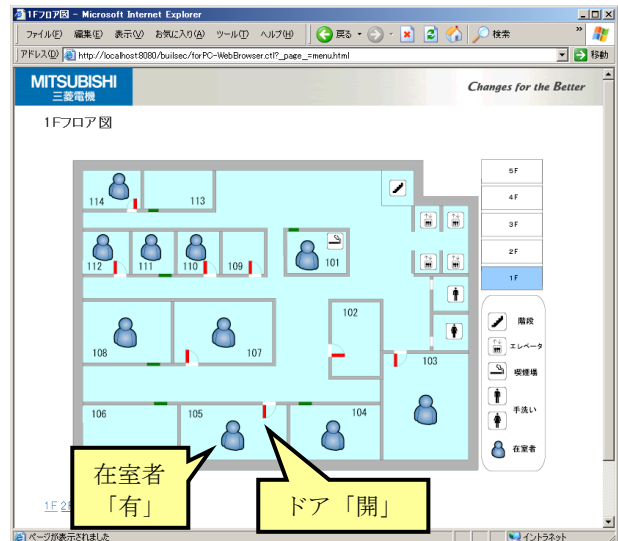 1Fフロア図 - Microsoft Internet Explorer
ファイル(F) 編集(E) 表示(V) お気に入り(A) ツール(T) ヘルプ(H) 戻る 検索 »
アドレス(D) http://localhost:8080/builsec/forPC-WebBrowser.ctl?_page_=menu.html 移動
MITSUBISHI
三菱電機
Changes for the Better
1Fフロア図
5F
4F
3F
2F
1F
114
113
112
111
110
109
101
102
108
107
103
106
105
104
階段
エレベータ
喫煙場
手洗い
在室者
在室者
「有」
ドア「開」
1F
ページが表示されました
イントラネット